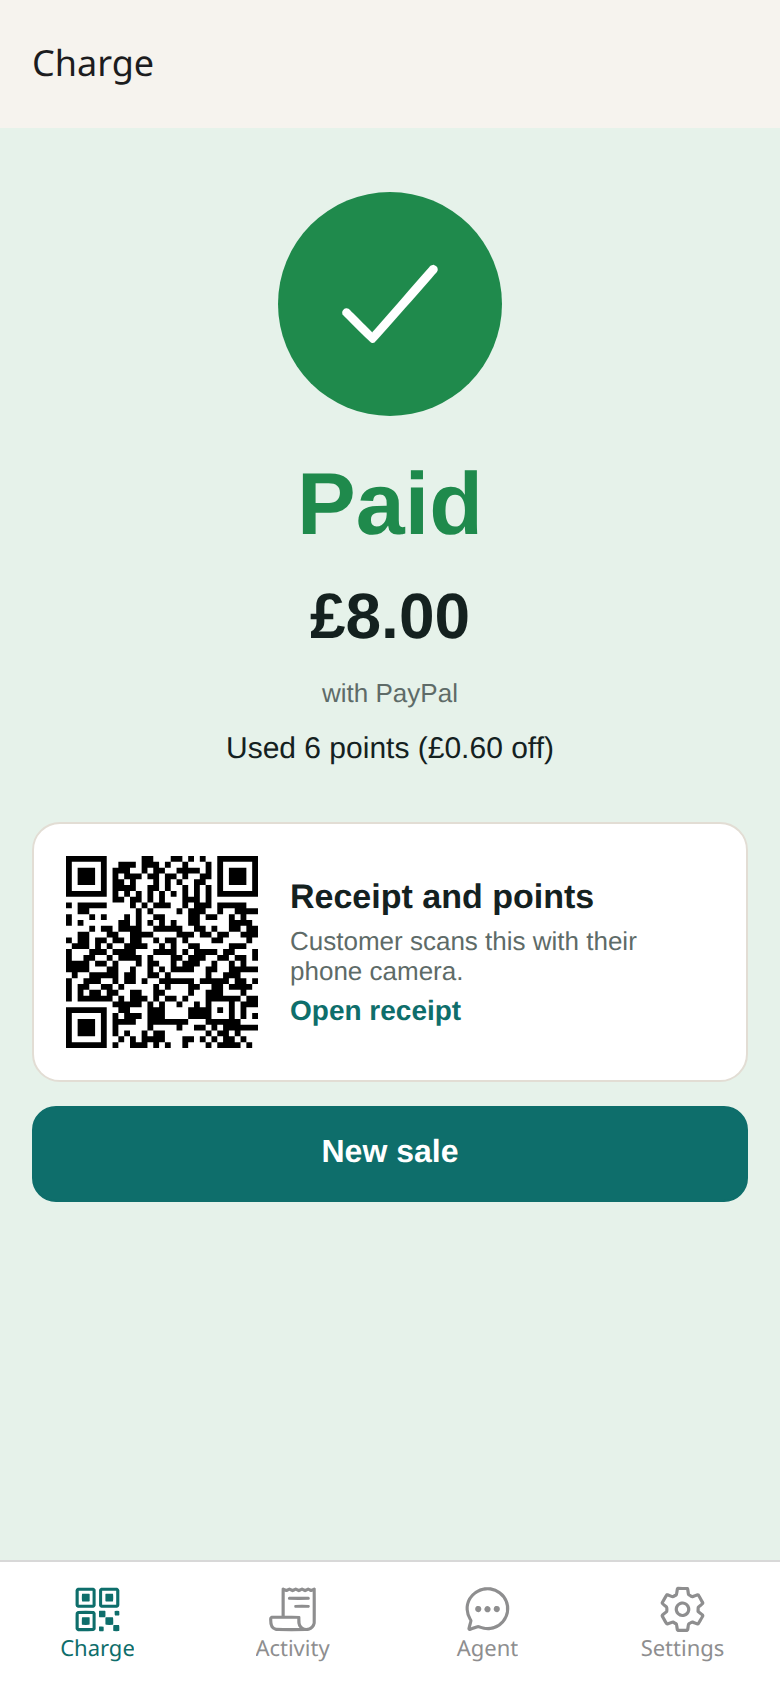 Charge
Paid
£8.00
with PayPal
Used 6 points (£0.60 off)
Receipt and points
Customer scans this with their
phone camera.
Open receipt
New sale
Charge
Activity
Agent
Settings